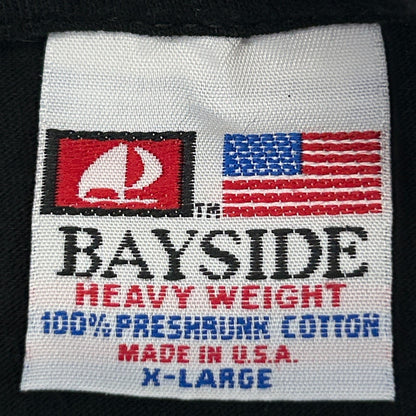 TM
BAYSIDE
HEAVY WEIGHT
100% PRESHRUNK COTTON
MADE IN U.S.A.
X-LARGE